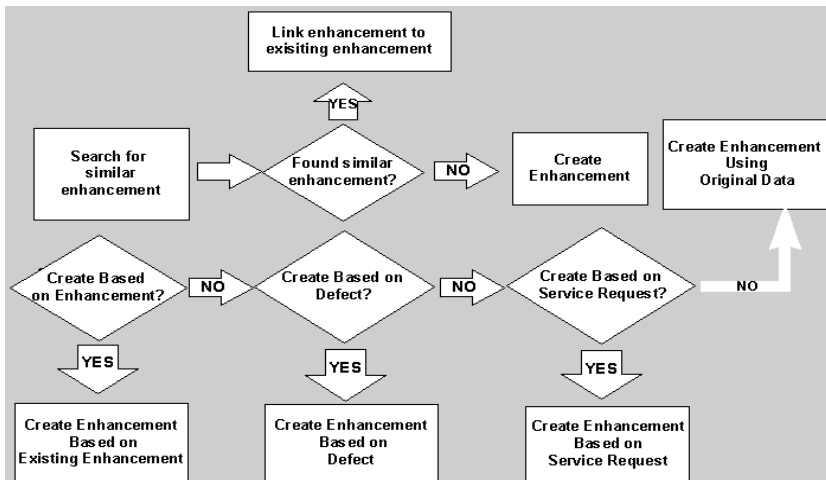 Link enhancement to
exisiting enhancement
YES
Search for
similar
enhancement
Found similar
enhancement?
NO
Create
Enhancement
Create Enhancement
Using
Original Data
Create Based
on Enhancement?
NO
Create Based on
Defect?
NO
Create Based on
Service Request?
NO
YES
YES
YES
Create Enhancement
Based on
Existing Enhancement
Create Enhancement
Based on
Defect
Create Enhancement
Based on
Service Request